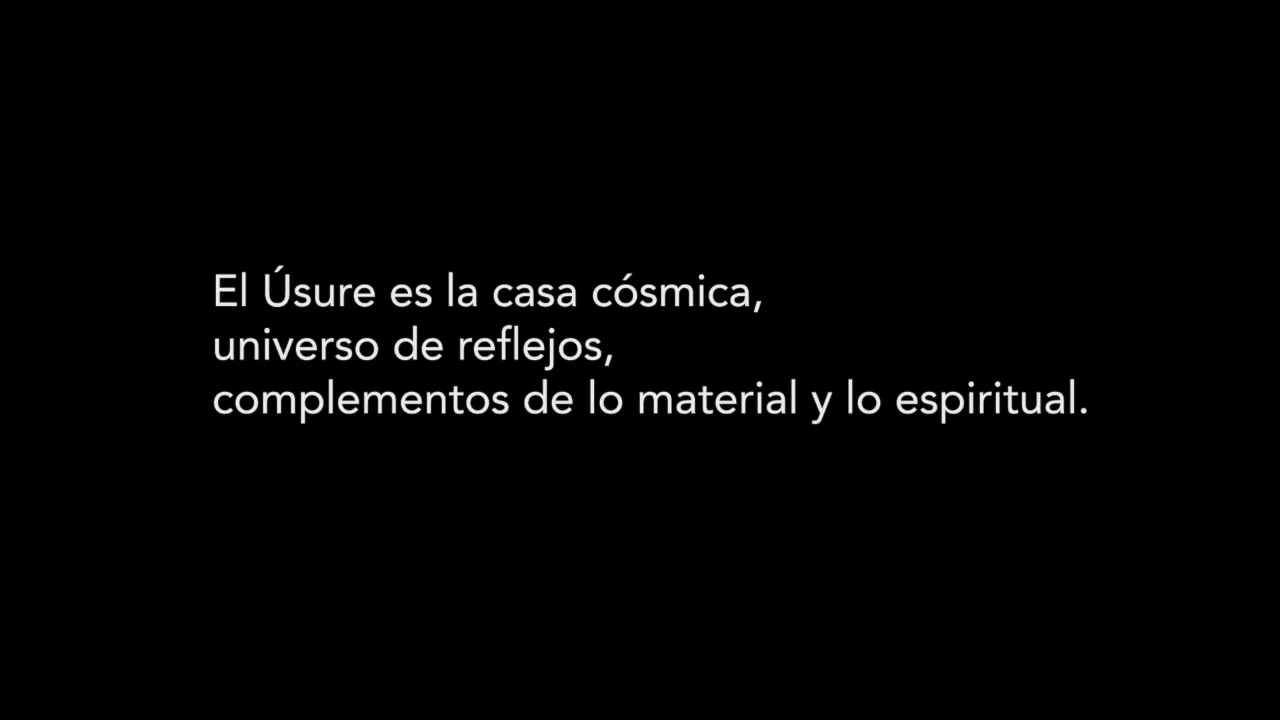 El Úsure es la casa cósmica,
universo de reflejos,
complementos de lo material y lo espiritual.